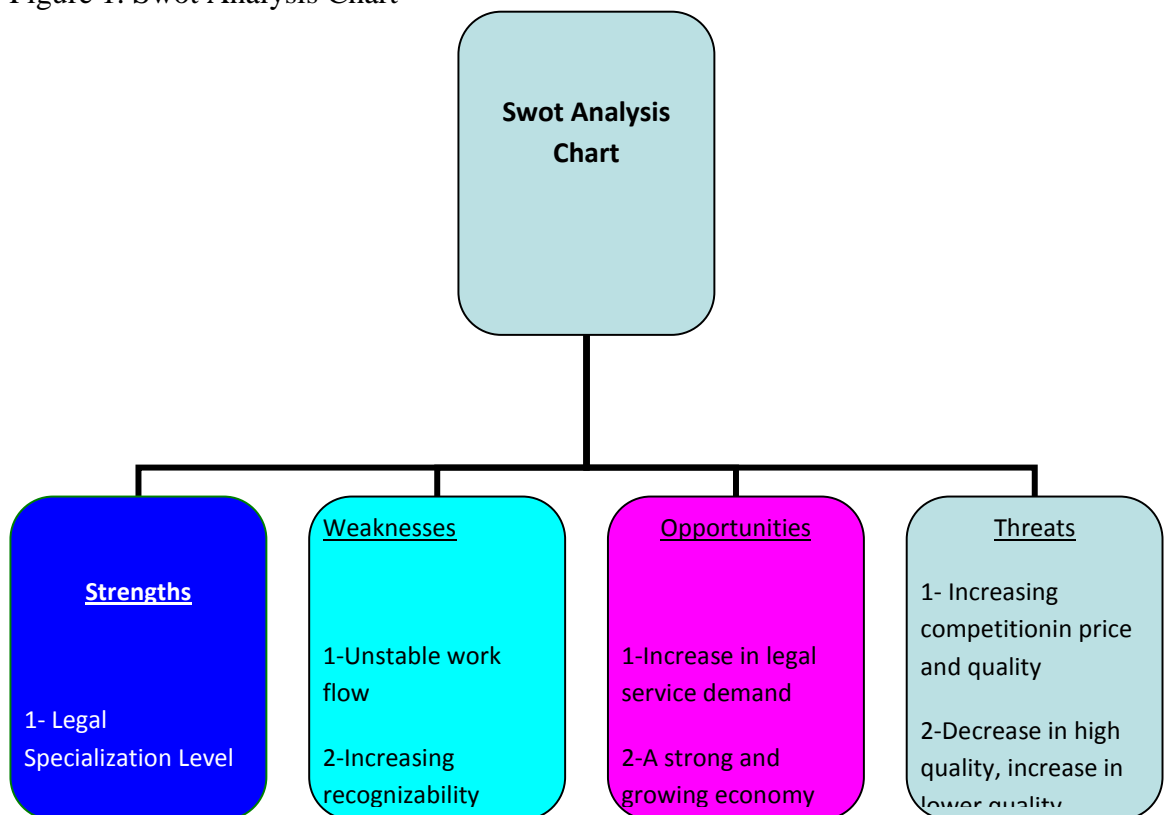 Figure 1. Swot Analysis Chart
Swot Analysis
Chart
Strengths
1- Legal
Specialization Level
Weaknesses
1-Unstable work
flow
2-Increasing
recognizability
Opportunities
1-Increase in legal
service demand
2-A strong and
growing economy
Threats
1- Increasing
competitionin price
and quality
2-Decrease in high
quality, increase in
lower quality